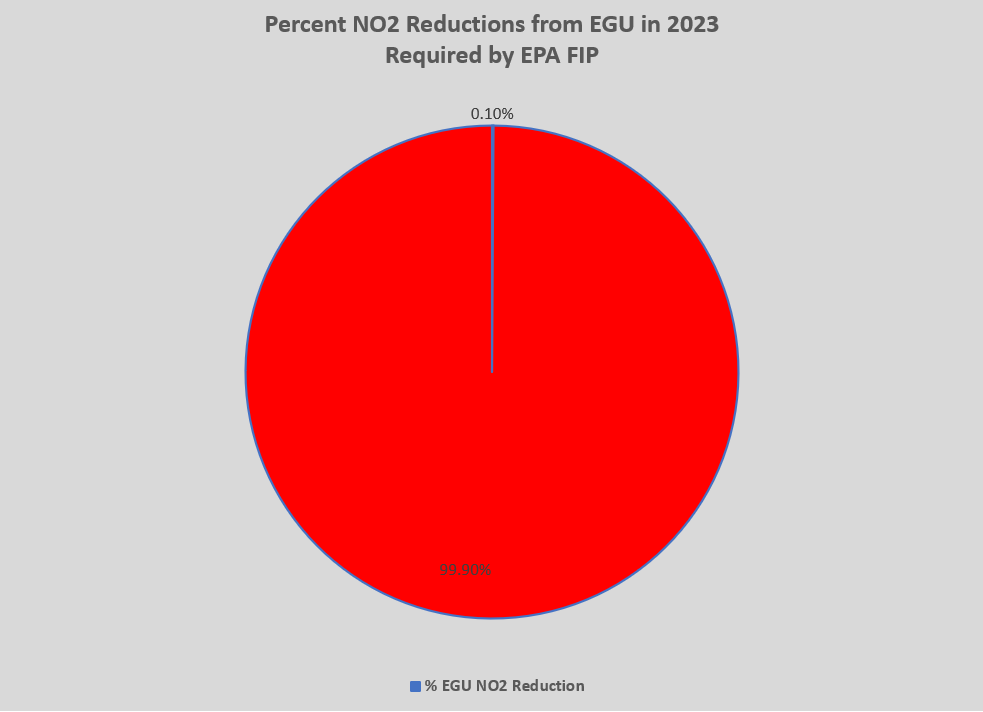 Percent NO2 Reductions from EGU in 2023
Required by EPA FIP
0.10%
99.90%
% EGU NO2 Reduction